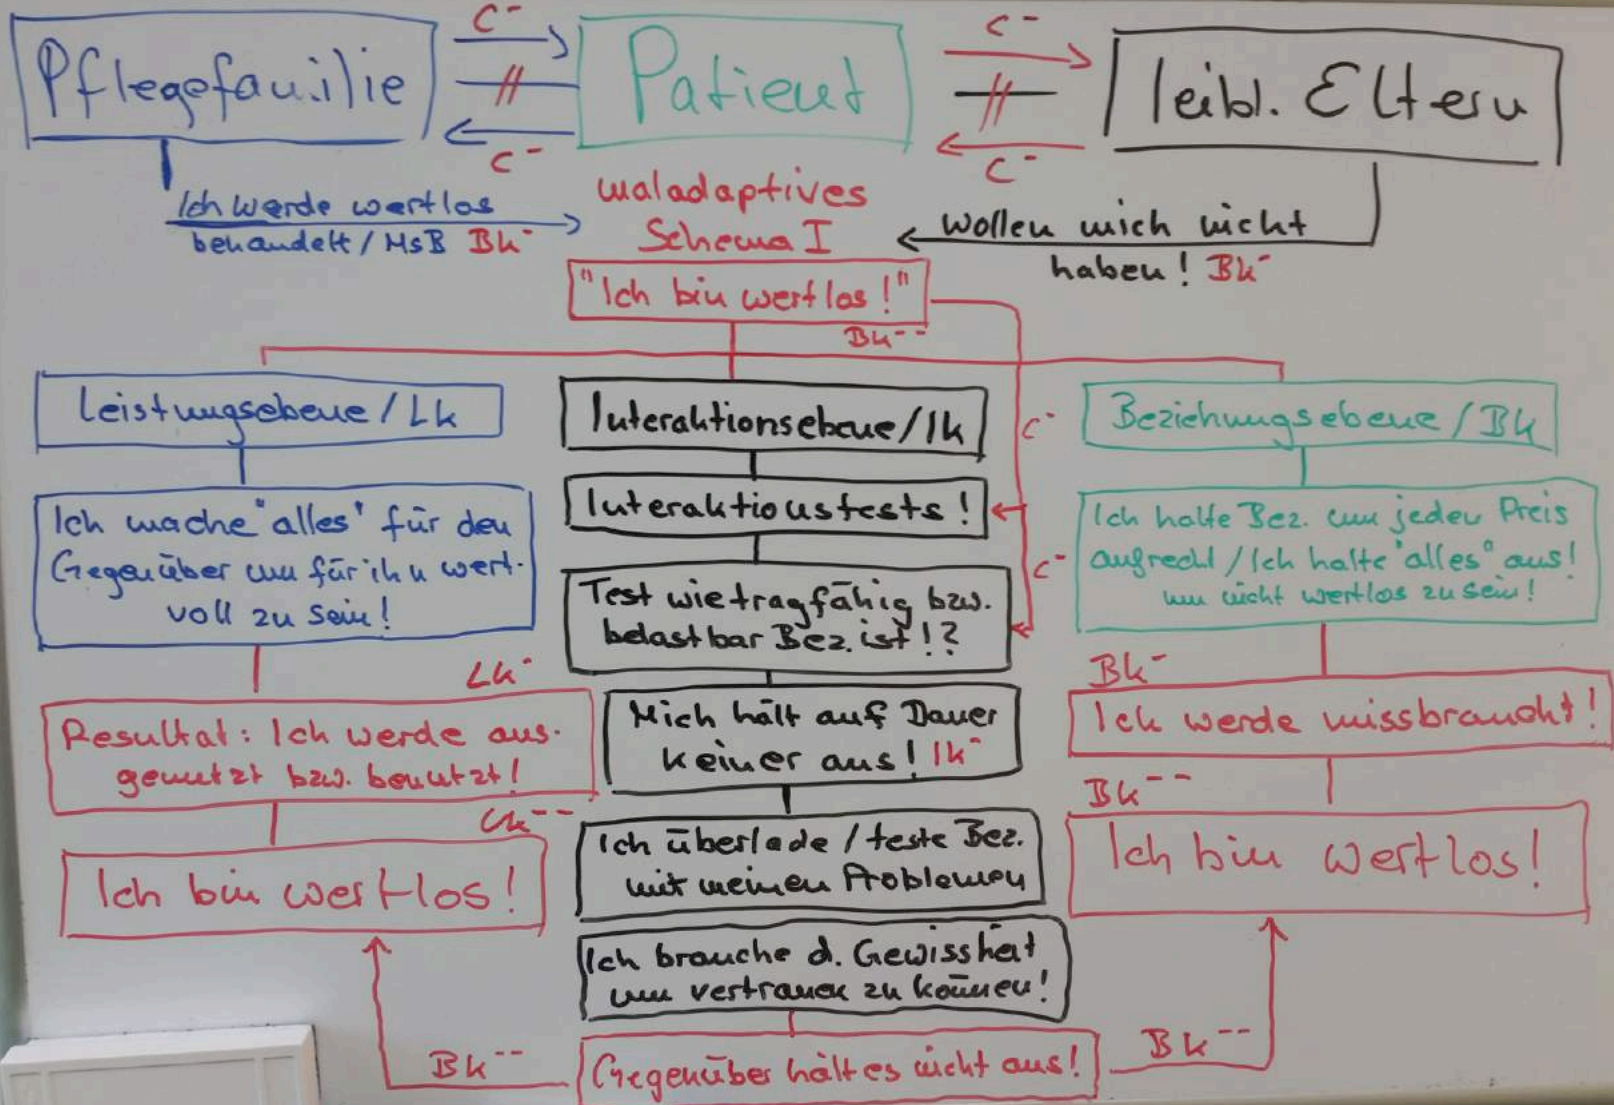 Pflegefamilie
C-
C-
Patient
C-
C-
leibl. Eltern
Ich werde wertlos
behandelt / MsB Bk-
maladaptives
Schema I
wollen mich nicht
haben! Bk-
"Ich bin wertlos!"
Bk--
Leistungsebene / Lk
Interaktionsebene / Ik
C-
Beziehungsebene / Bk
Ich mache "alles" für den
Gegenüber um für ihn wert-
voll zu sein!
Interaktionstests!
C-
Test wie tragfähig bzw.
belastbar Bez. ist!?
Ich halte Bez. um jeden Preis
aufrecht / Ich halte "alles" aus!
um nicht wertlos zu sein!
Lk-
Resultat: Ich werde aus-
genutzt bzw. benutzt!
Mich hält auf Dauer
keiner aus! Ik-
Bk-
Ich werde missbraucht!
Lk--
Ich bin wertlos!
Ich überlade / teste Bez.
mit meinen Problemen
Bk--
Ich bin wertlos!
Ich brauche d. Gewissheit
um vertrauen zu können!
Bk--
Gegenüber hält es nicht aus!
Bk--